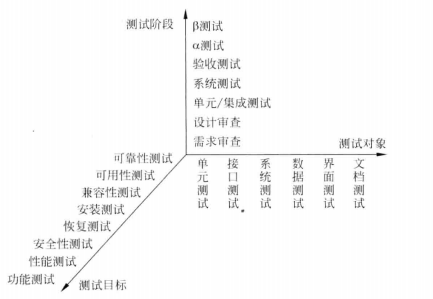 测试阶段
β测试
α测试
验收测试
系统测试
单元/集成测试
设计审查
需求审查
测试对象
单元测试
接口测试
系统测试
数据测试
界面测试
文档测试
可靠性测试
可用性测试
兼容性测试
安装测试
恢复测试
安全性测试
性能测试
功能测试
测试目标